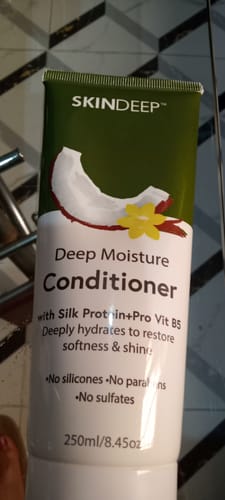 SKINDEEP™
Deep Moisture
Conditioner
with Silk Protein+Pro Vit B5
Deeply hydrates to restore
softness & shine
•No silicones •No parabens
•No sulfates
250ml/8.45oz